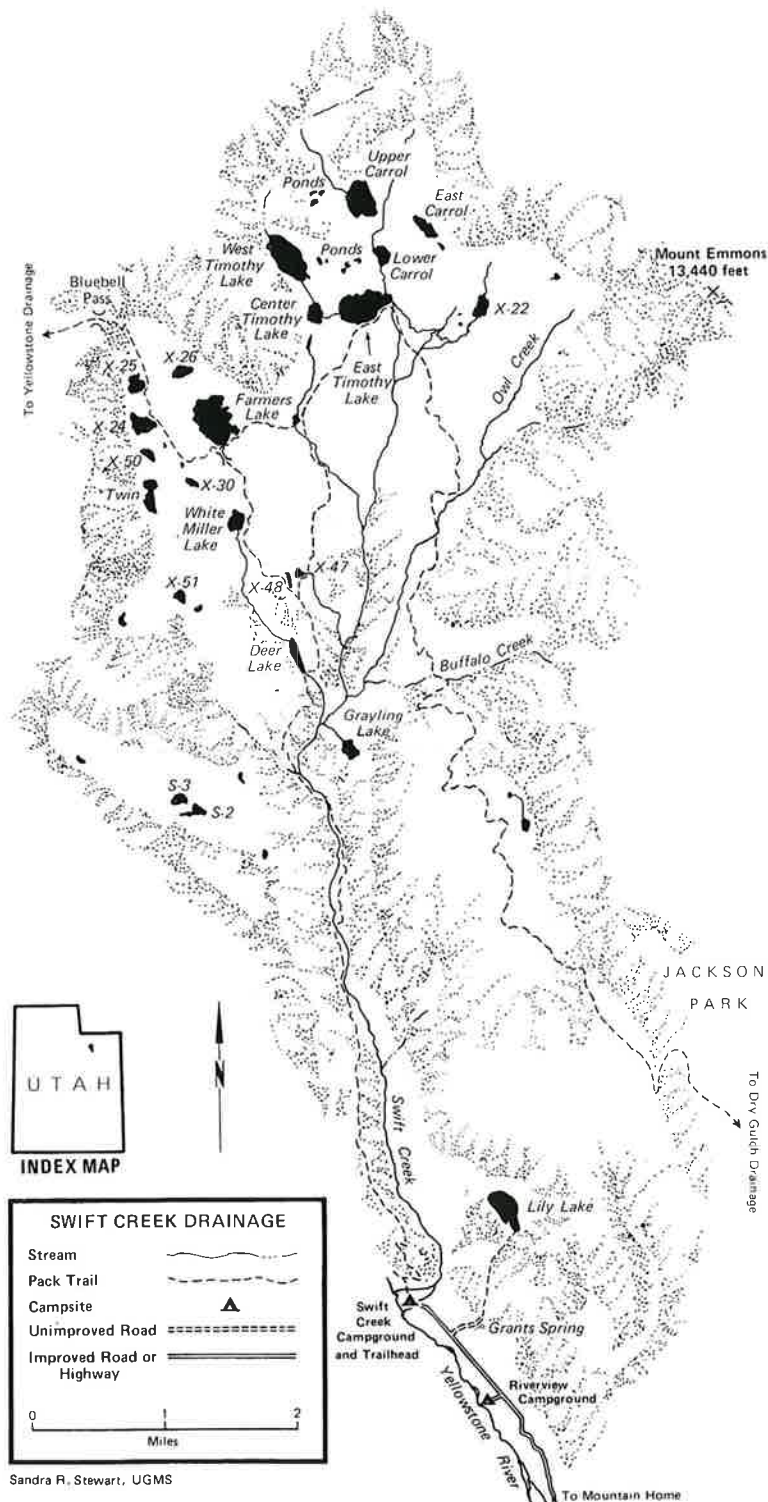 Upper
Carrol
Ponds
East
Carrol
West
Timothy
Lake
Ponds
Lower
Carrol
Mount Emmons
13,440 feet
To Yellowstone Drainage
Bluebell
Pass
Center
Timothy
Lake
X-22
X-25
X-26
East
Timothy
Lake
Owl Creek
Farmers
Lake
X-24
X-50
X-30
Twin
White
Miller
Lake
X-47
X-48
X-51
Deer
Lake
Buffalo Creek
Grayling
Lake
S-3
S-2
JACKSON
PARK
UTAH
INDEX MAP
N
To Dry Gulch Drainage
Swift Creek
Lily Lake
SWIFT CREEK DRAINAGE
Stream
Pack Trail
Campsite
Unimproved Road
Improved Road or
Highway
0 1 2
Miles
Swift
Creek
Campground
and Trailhead
Grants Spring
Riverview
Campground
Yellowstone River
To Mountain Home
Sandra R. Stewart, UGMS